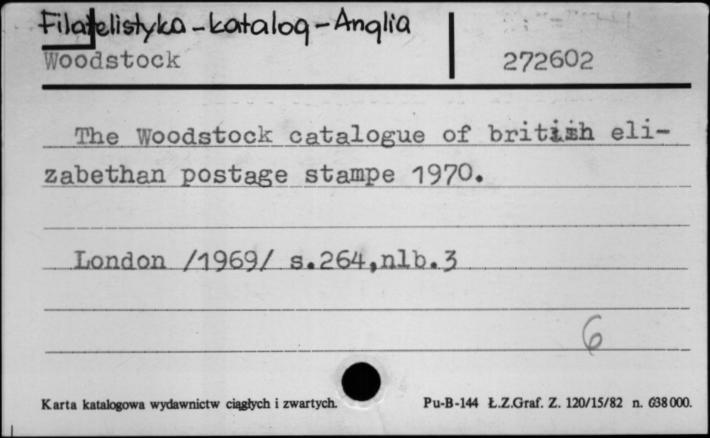 Filatelistyka - katalog - Anglia
Woodstock 272602
The Woodstock catalogue of british eli-
zabethan postage stampe 1970.
London /1969/ s.264,nlb.3
6
Karta katalogowa wydawnictw ciągłych i zwartych. Pu-B-144 Ł.Z.Graf. Z. 120/15/82 n. 638000.